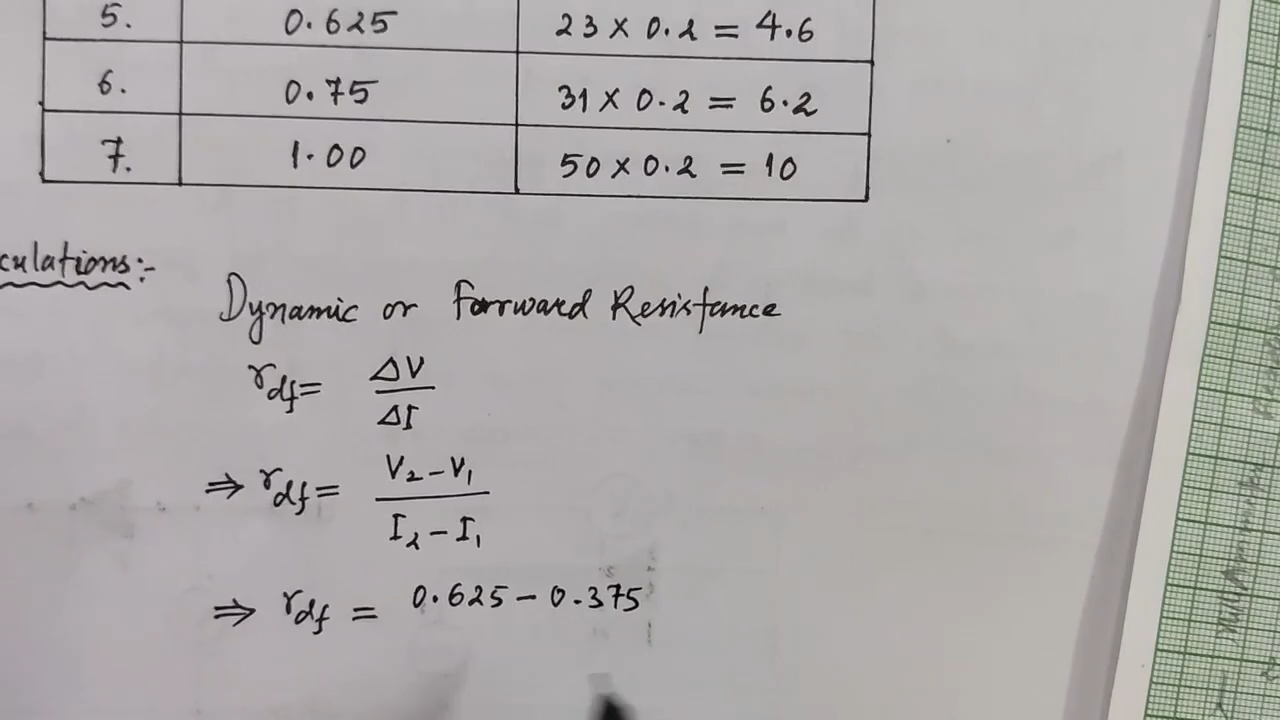 5. 0.625 23 × 0.2 = 4.6
6. 0.75 31 × 0.2 = 6.2
7. 1.00 50 × 0.2 = 10
culations:-
Dynamic or Forward Resistance
rdf = ΔV / ΔI
⇒ rdf = V2 - V1 / I2 - I1
⇒ rdf = 0.625 - 0.375